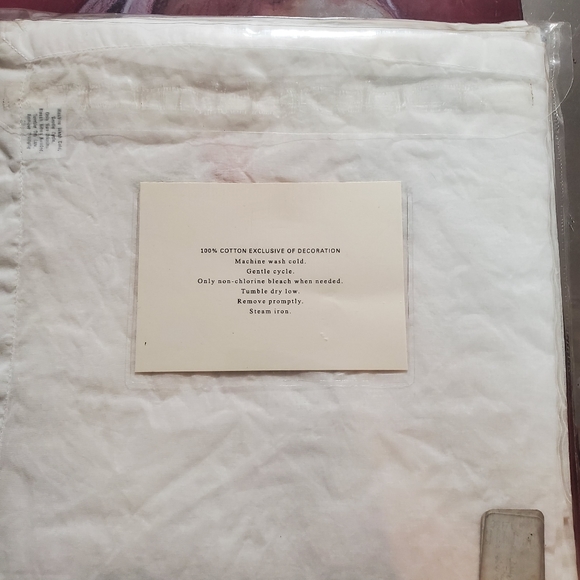 100% COTTON EXCLUSIVE OF DECORATION
Machine wash cold.
Gentle cycle.
Only non-chlorine bleach when needed.
Tumble dry low.
Remove promptly.
Steam iron.